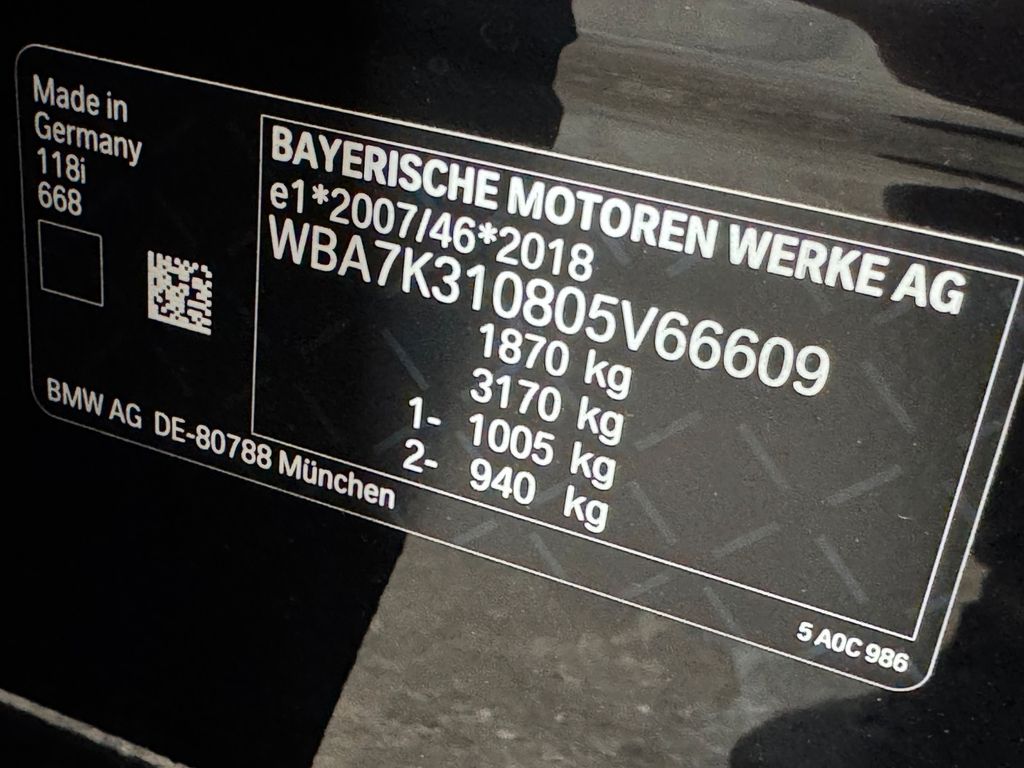 Made in
Germany
118i
668
BAYERISCHE MOTOREN WERKE AG
e1*2007/46*2018
WBA7K310805V66609
1870 kg
3170 kg
1- 1005 kg
2- 940 kg
BMW AG DE-80788 München
5 A0C 986